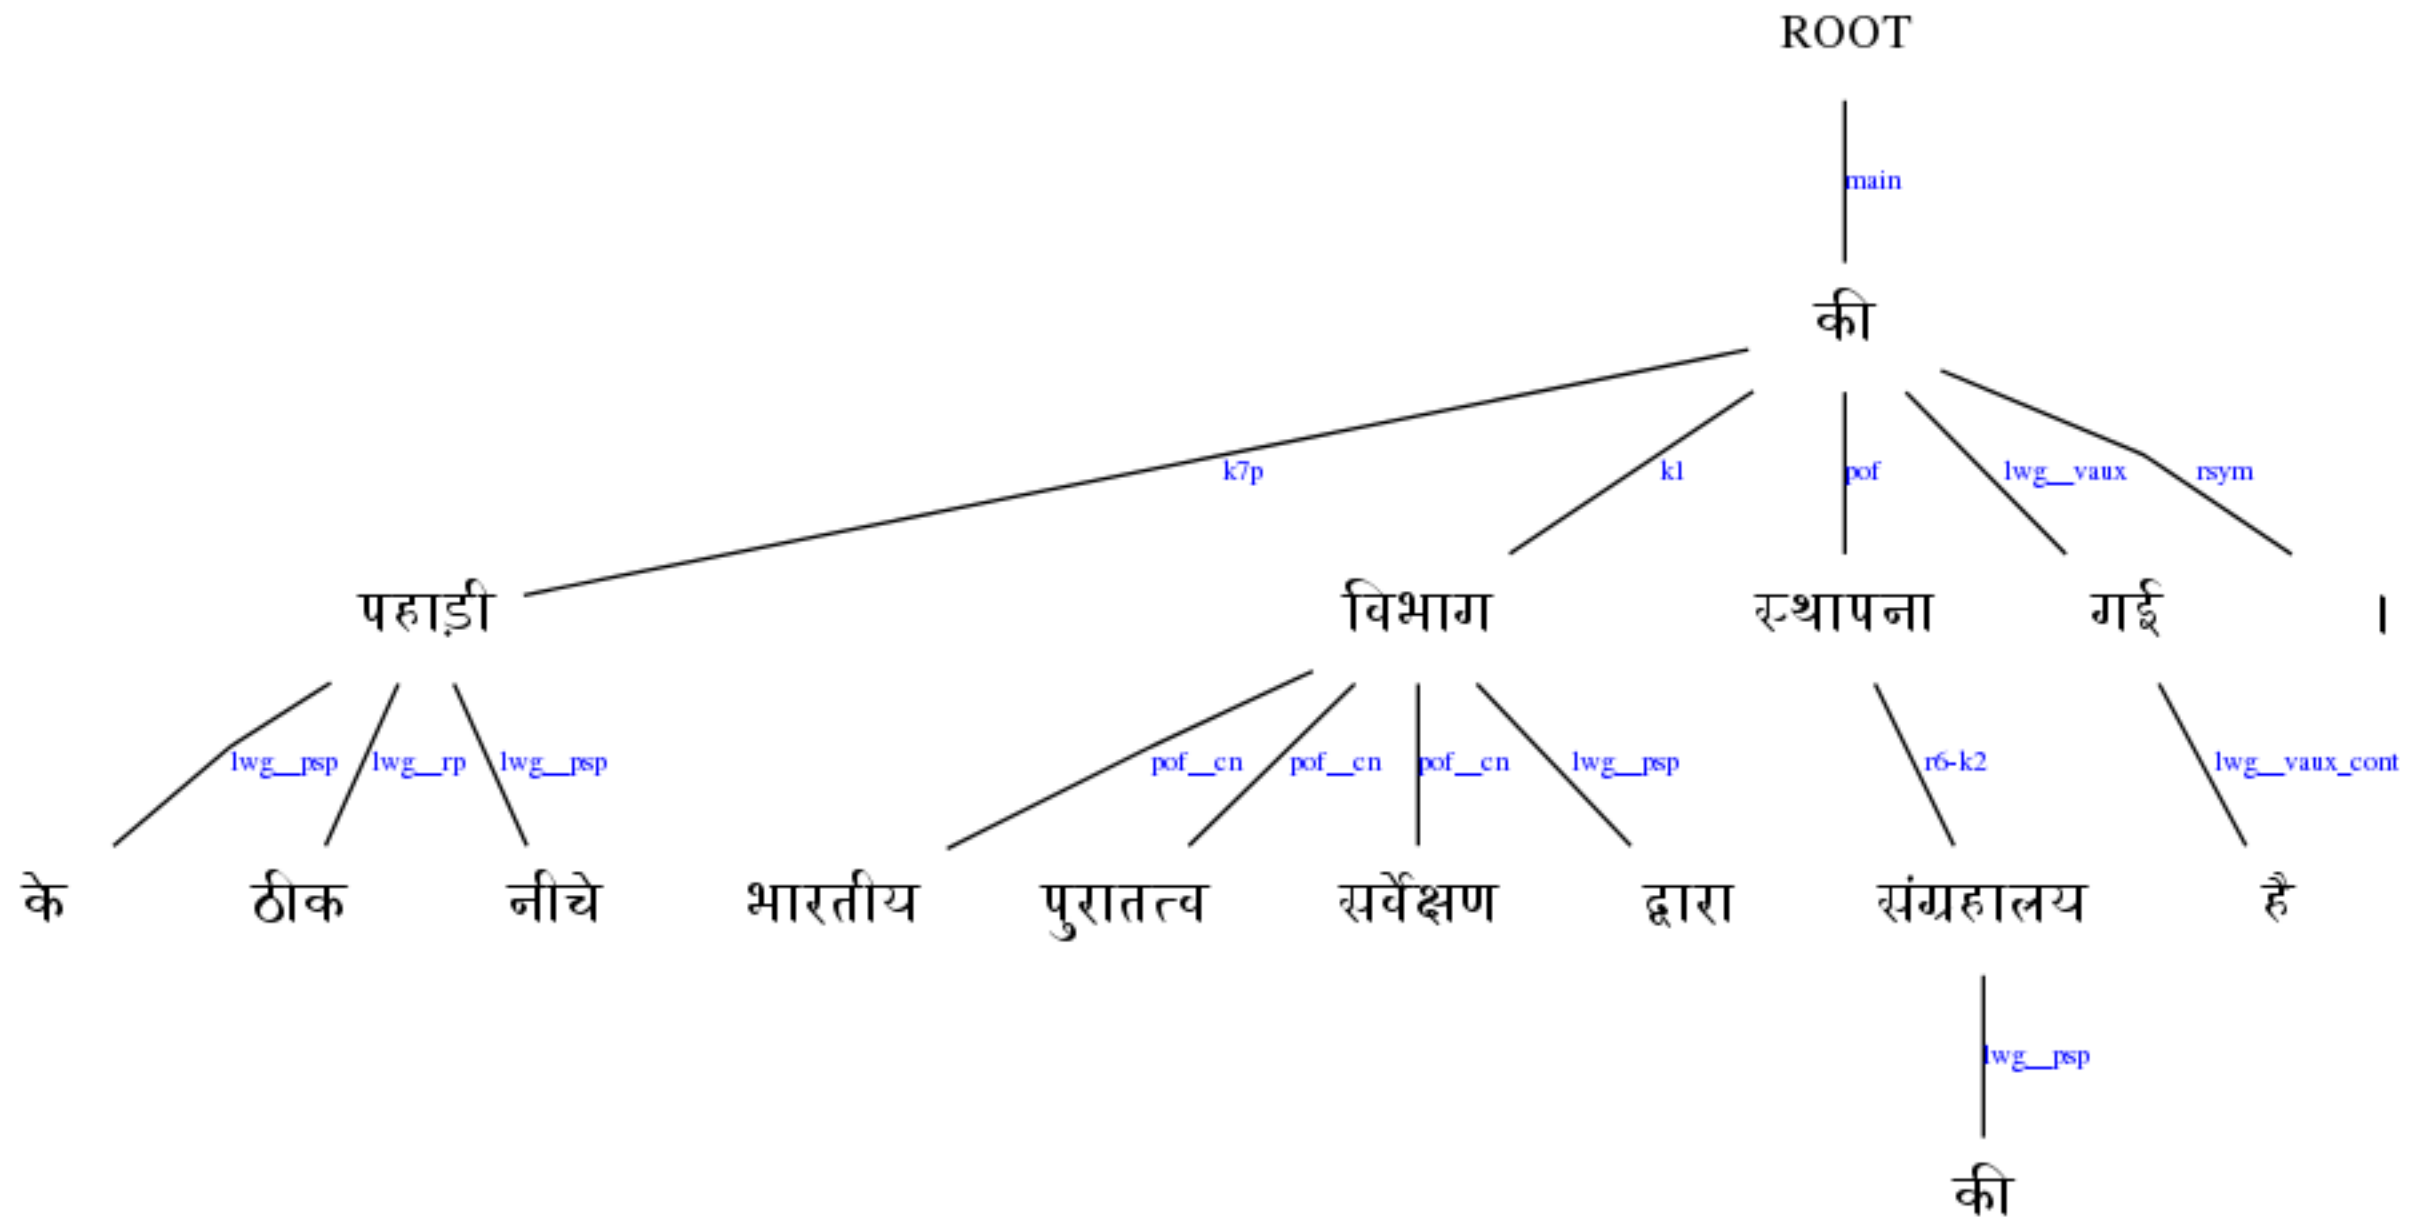 ROOT
main
की
k7p k1 pof lwg__vaux rsym
पहाड़ी विभाग स्थापना गई ।
lwg__psp lwg__rp lwg__psp pof__cn pof__cn pof__cn lwg__psp r6-k2 lwg__vaux_cont
के ठीक नीचे भारतीय पुरातत्व सर्वेक्षण द्वारा संग्रहालय है
lwg__psp
की